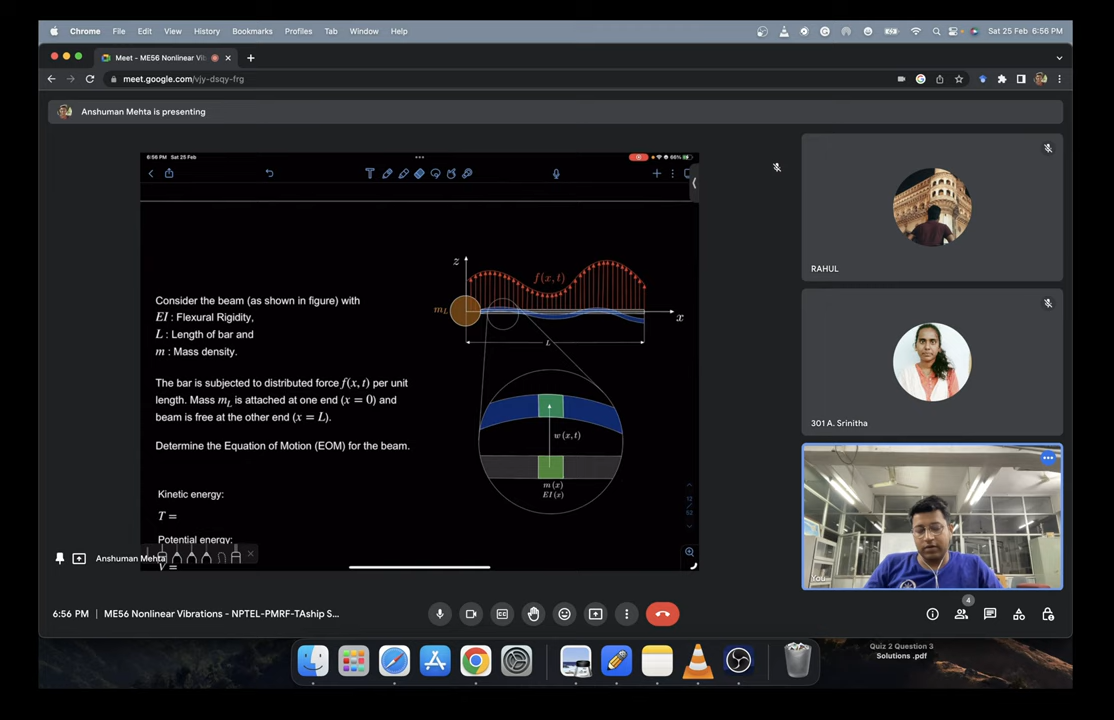 Chrome File Edit View History Bookmarks Profiles Tab Window Help
Sat 25 Feb 6:56 PM
Meet - ME56 Nonlinear Vib
meet.google.com/vjy-dsqy-frg
Anshuman Mehta is presenting
6:56 PM Sat 25 Feb
66%
Consider the beam (as shown in figure) with
EI : Flexural Rigidity,
L : Length of bar and
m : Mass density.
The bar is subjected to distributed force f(x, t) per unit
length. Mass m_L is attached at one end (x = 0) and
beam is free at the other end (x = L).
Determine the Equation of Motion (EOM) for the beam.
Kinetic energy:
T =
Potential energy:
V =
z
f(x, t)
m_L
x
L
w(x, t)
m(x)
EI(x)
12
52
Anshuman Mehta
RAHUL
301 A. Srinitha
You
6:56 PM | ME56 Nonlinear Vibrations - NPTEL-PMRF-TAship S...
4
Quiz 2 Question 3
Solutions .pdf